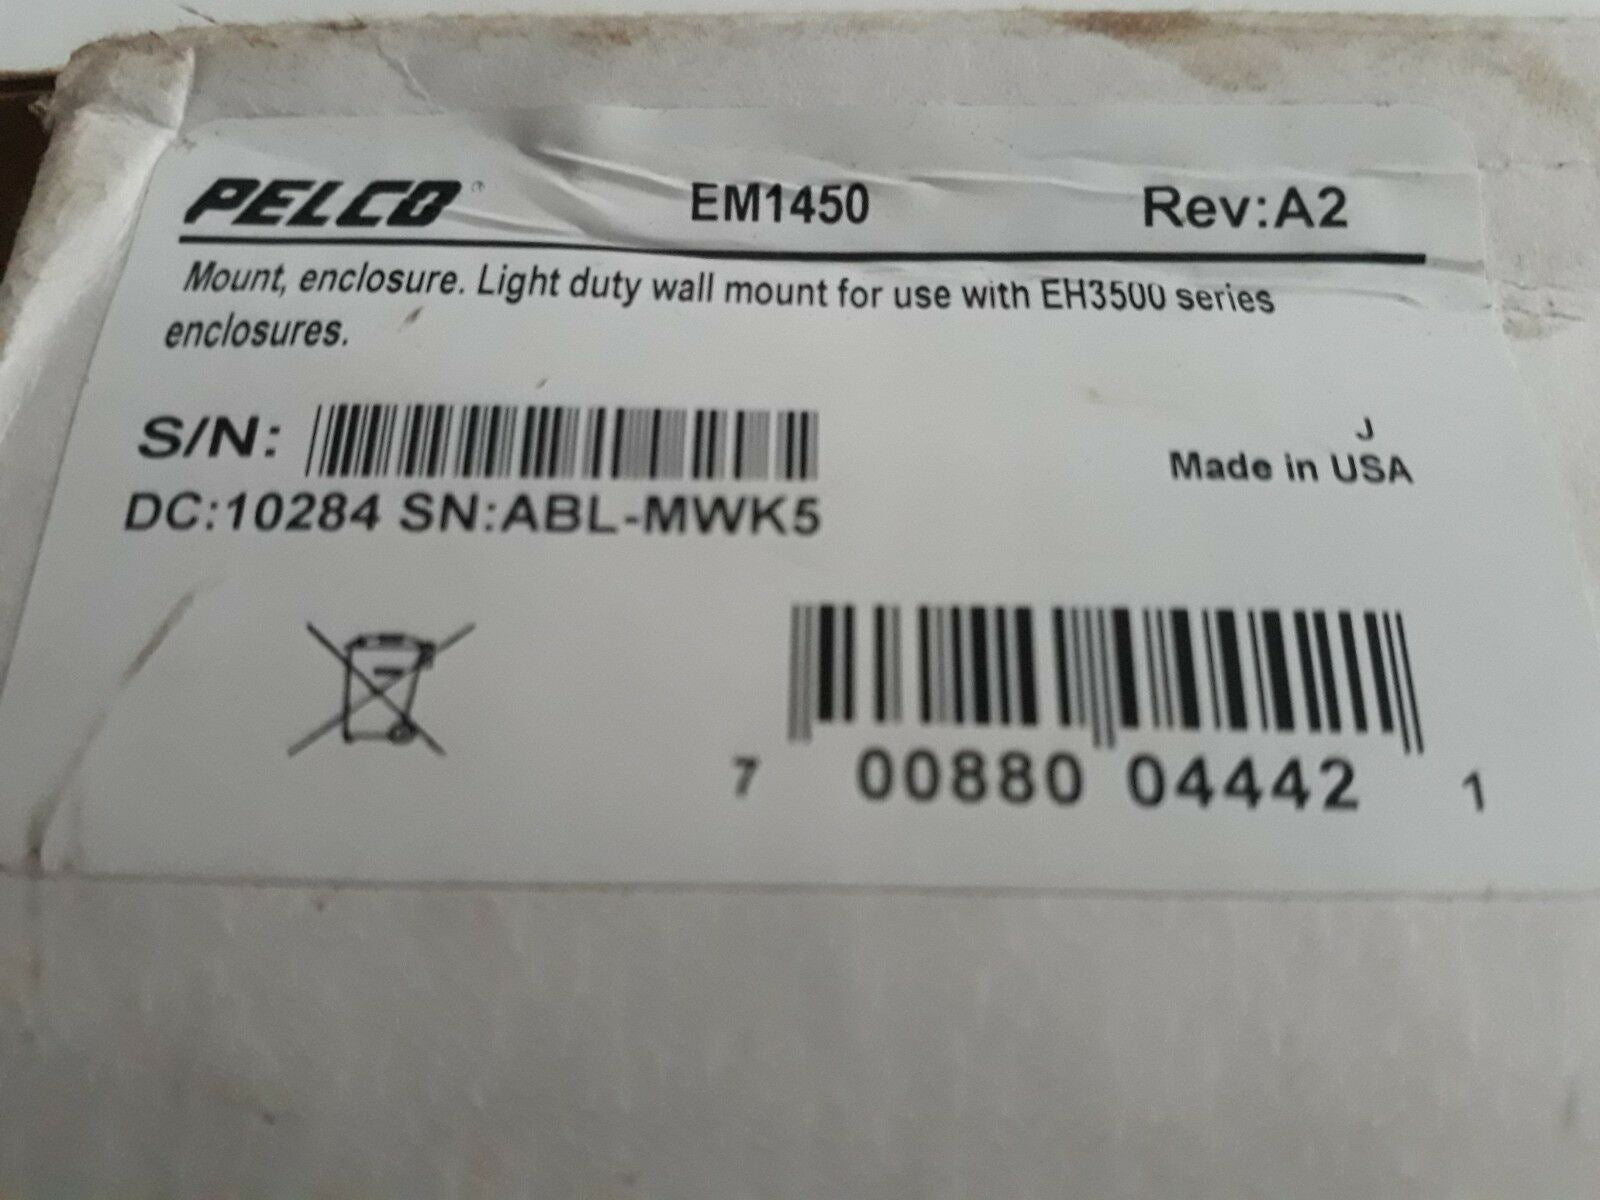 PELCO® EM1450 Rev:A2
Mount, enclosure. Light duty wall mount for use with EH3500 series
enclosures.
S/N:
J
Made in USA
DC:10284 SN:ABL-MWK5
7 00880 04442 1